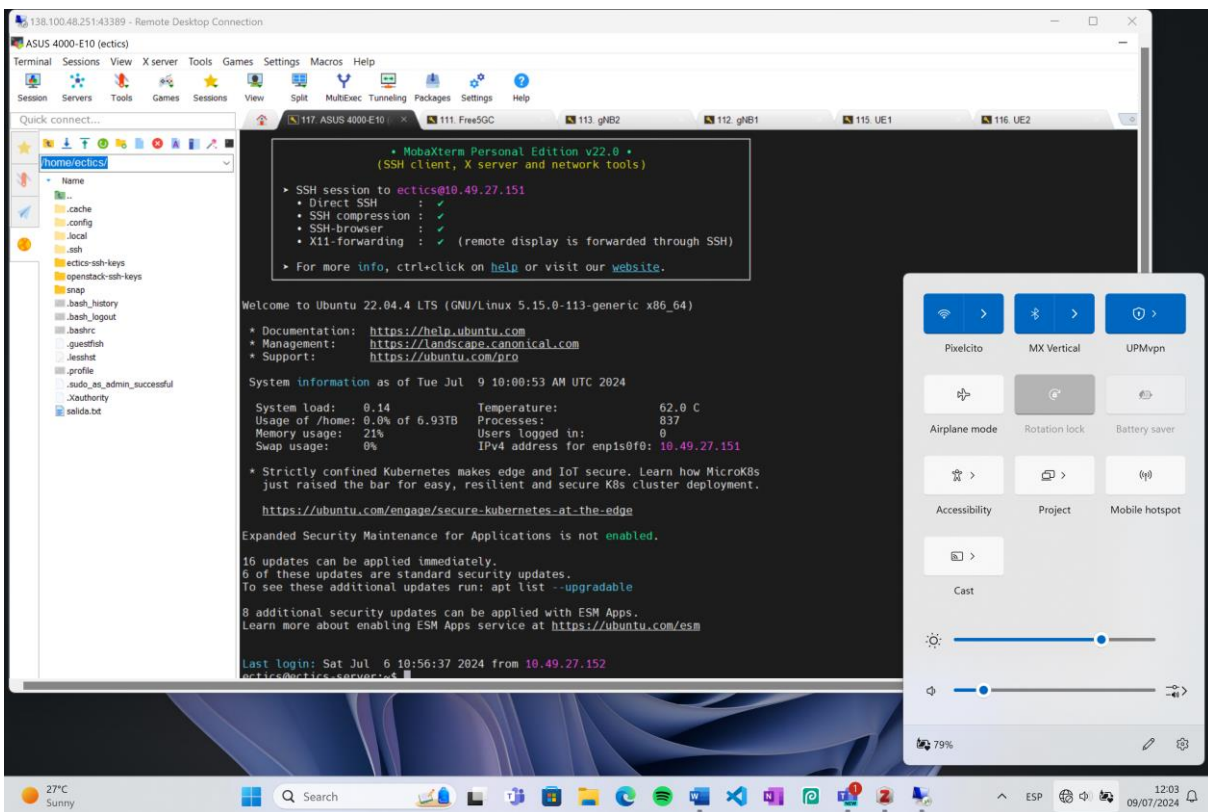 138.100.48.251:43389 - Remote Desktop Connection
ASUS 4000-E10 (ectics)
Terminal Sessions View X server Tools Games Settings Macros Help
Session Servers Tools Games Sessions View Split MultiExec Tunneling Packages Settings Help
Quick connect...
117. ASUS 4000-E10 ( 111. Free5GC 113. gNB2 112. gNB1 115. UE1 116. UE2
/home/ectics/
Name
..
.cache
.config
.local
.ssh
ectics-ssh-keys
openstack-ssh-keys
snap
.bash_history
.bash_logout
.bashrc
.guestfish
.lesshst
.profile
.sudo_as_admin_successful
.Xauthority
salida.txt
• MobaXterm Personal Edition v22.0 •
(SSH client, X server and network tools)
➤ SSH session to ectics@10.49.27.151
• Direct SSH : ✔
• SSH compression : ✔
• SSH-browser : ✔
• X11-forwarding : ✔ (remote display is forwarded through SSH)
➤ For more info, ctrl+click on help or visit our website.
Welcome to Ubuntu 22.04.4 LTS (GNU/Linux 5.15.0-113-generic x86_64)
* Documentation: https://help.ubuntu.com
* Management: https://landscape.canonical.com
* Support: https://ubuntu.com/pro
System information as of Tue Jul 9 10:00:53 AM UTC 2024
System load: 0.14 Temperature: 62.0 C
Usage of /home: 0.0% of 6.93TB Processes: 837
Memory usage: 21% Users logged in: 0
Swap usage: 0% IPv4 address for enp1s0f0: 10.49.27.151
* Strictly confined Kubernetes makes edge and IoT secure. Learn how MicroK8s
just raised the bar for easy, resilient and secure K8s cluster deployment.
https://ubuntu.com/engage/secure-kubernetes-at-the-edge
Expanded Security Maintenance for Applications is not enabled.
16 updates can be applied immediately.
6 of these updates are standard security updates.
To see these additional updates run: apt list --upgradable
8 additional security updates can be applied with ESM Apps.
Learn more about enabling ESM Apps service at https://ubuntu.com/esm
Last login: Sat Jul 6 10:56:37 2024 from 10.49.27.152
ectics@ectics-server:~$
Pixelcito MX Vertical UPMvpn
Airplane mode Rotation lock Battery saver
Accessibility Project Mobile hotspot
Cast
79%
27°C
Sunny
Search
1
NEW
ESP
12:03
09/07/2024